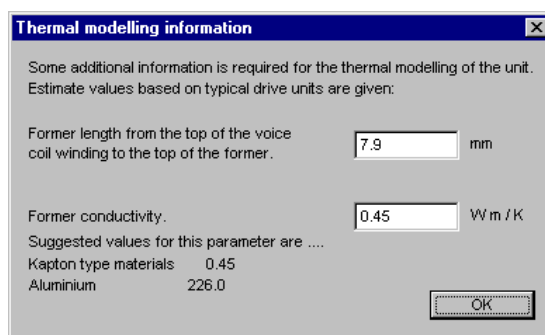 Thermal modelling information
Some additional information is required for the thermal modelling of the unit.
Estimate values based on typical drive units are given:
Former length from the top of the voice
coil winding to the top of the former.
7.9 mm
Former conductivity.
0.45 W m / K
Suggested values for this parameter are ....
Kapton type materials 0.45
Aluminium 226.0
OK